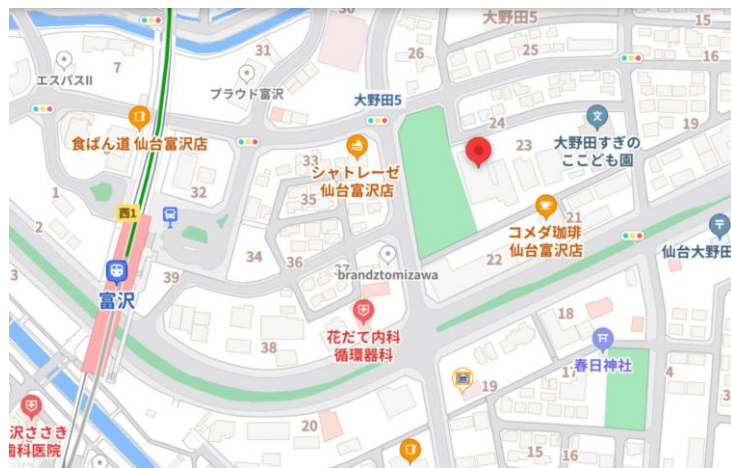 30
大野田5
15
エスパスII
7
31
26
25
16
プラウド富沢
大野田5
食ぱん道 仙台富沢店
24
23
大野田すぎの
ここども園
19
33
シャトレーゼ
仙台富沢店
1
32
35
2
西1
コメダ珈琲
仙台富沢店
21
34
36
37
22
仙台大野田
3
富沢
39
brandztomizawa
18
花だて内科
循環器科
38
春日神社
17
4
19
沢ささき
歯科医院
20
15
16